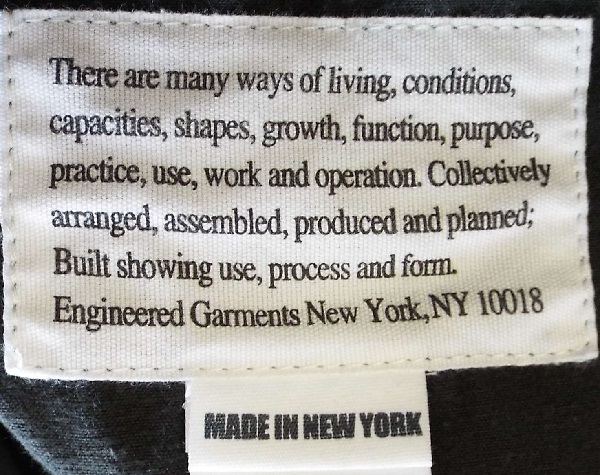 There are many ways of living, conditions,
capacities, shapes, growth, function, purpose,
practice, use, work and operation. Collectively
arranged, assembled, produced and planned;
Built showing use, process and form.
Engineered Garments New York,NY 10018
MADE IN NEW YORK